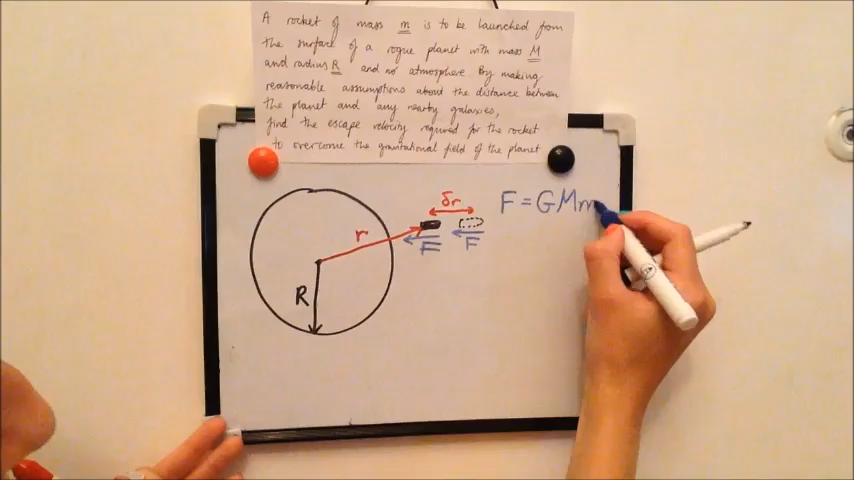 A rocket of mass m is to be launched from
the surface of a rogue planet with mass M
and radius R and no atmosphere. By making
reasonable assumptions about the distance between
the planet and any nearby galaxies,
find the escape velocity required for the rocket
to overcome the gravitational field of the planet
δr
F = GMm
r
F
F
R